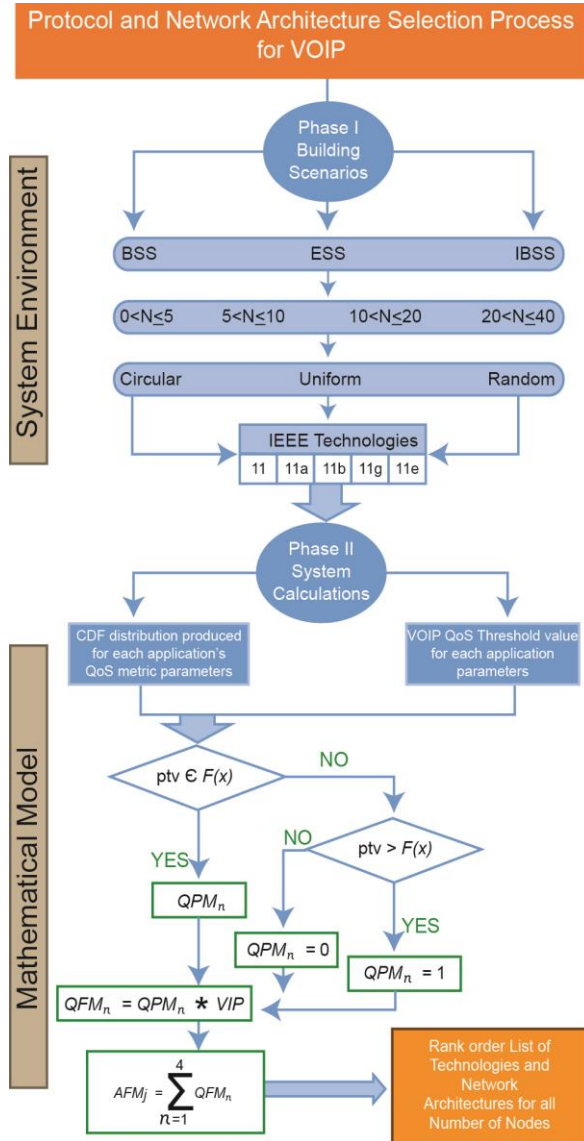 Protocol and Network Architecture Selection Process
for VOIP
System Environment
Phase I
Building
Scenarios
BSS ESS IBSS
0<N≤5 5<N≤10 10<N≤20 20<N≤40
Circular Uniform Random
IEEE Technologies
11 11a 11b 11g 11e
Phase II
System
Calculations
CDF distribution produced
for each application's
QoS metric parameters
VOIP QoS Threshold value
for each application
parameters
Mathematical Model
ptv Є F(x)
NO
ptv > F(x)
NO
YES
YES
QPMₙ
QPMₙ = 0
QPMₙ = 1
QFMₙ = QPMₙ * VIP
AFMⱼ = ∑ₙ₌₁⁴ QFMₙ
Rank order List of
Technologies and
Network
Architectures for all
Number of Nodes